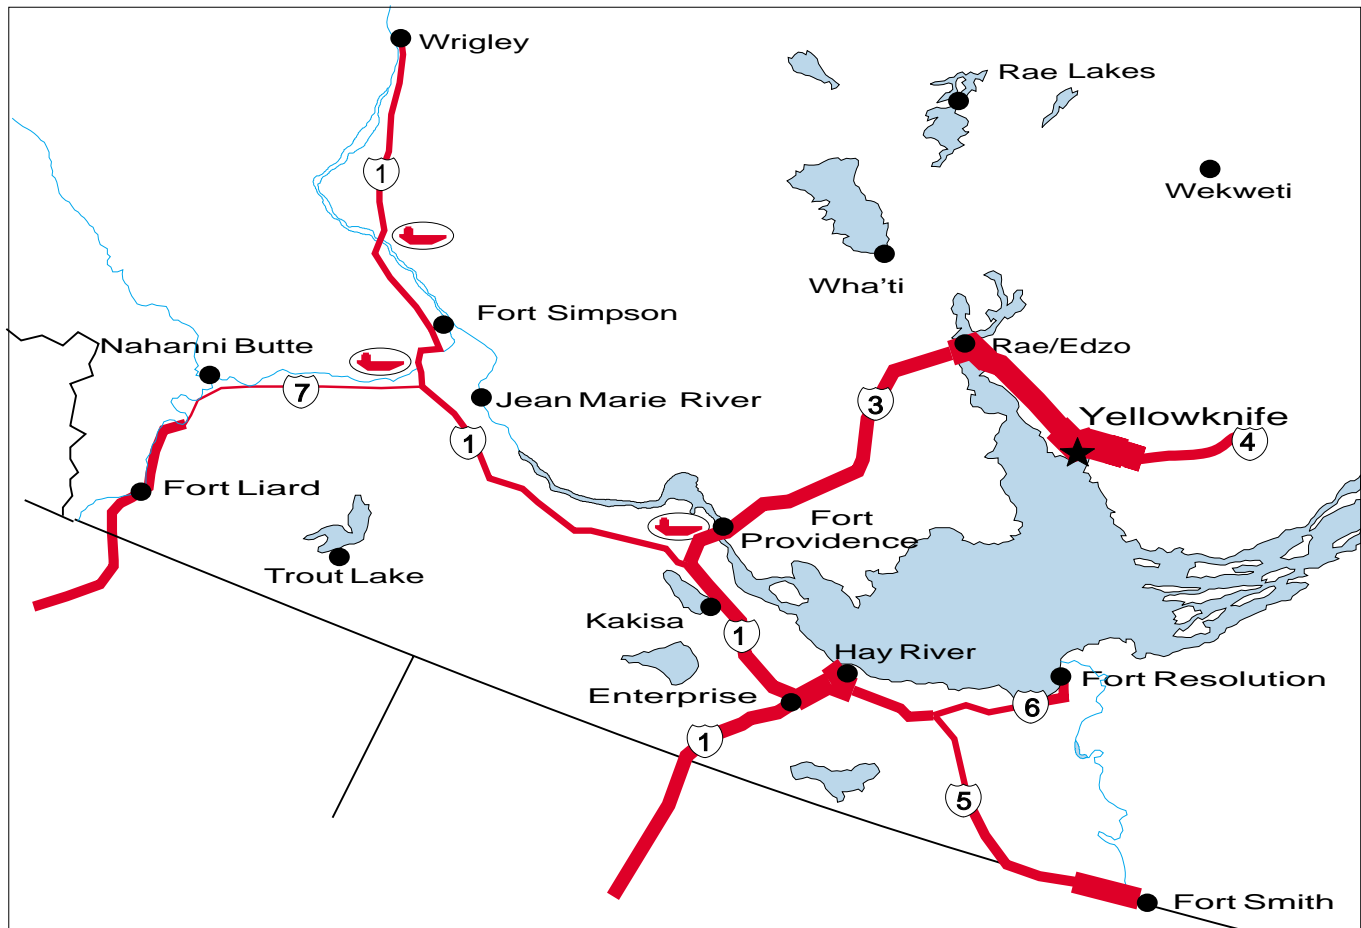 Wrigley
Rae Lakes
1
Wekweti
Wha'ti
Fort Simpson
Nahanni Butte
Rae/Edzo
7
Jean Marie River
3
Yellowknife
1
4
Fort Liard
Fort
Providence
Trout Lake
Kakisa
1
Hay River
Enterprise
Fort Resolution
6
1
5
Fort Smith